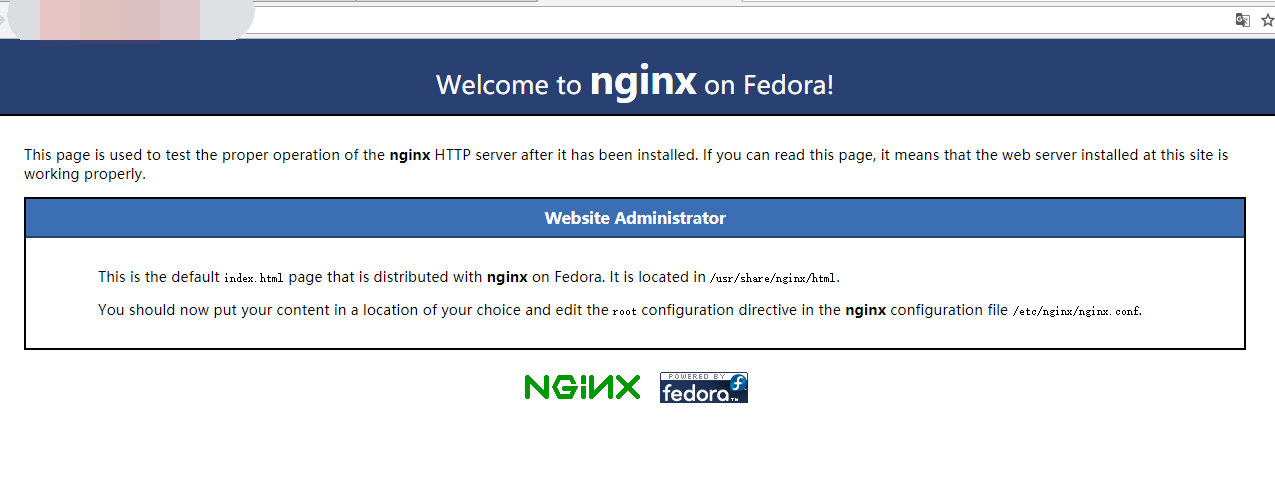 Welcome to nginx on Fedora!
This page is used to test the proper operation of the nginx HTTP server after it has been installed. If you can read this page, it means that the web server installed at this site is
working properly.
Website Administrator
This is the default index.html page that is distributed with nginx on Fedora. It is located in /usr/share/nginx/html.
You should now put your content in a location of your choice and edit the root configuration directive in the nginx configuration file /etc/nginx/nginx.conf.
NGiNX
POWERED BY
fedora™